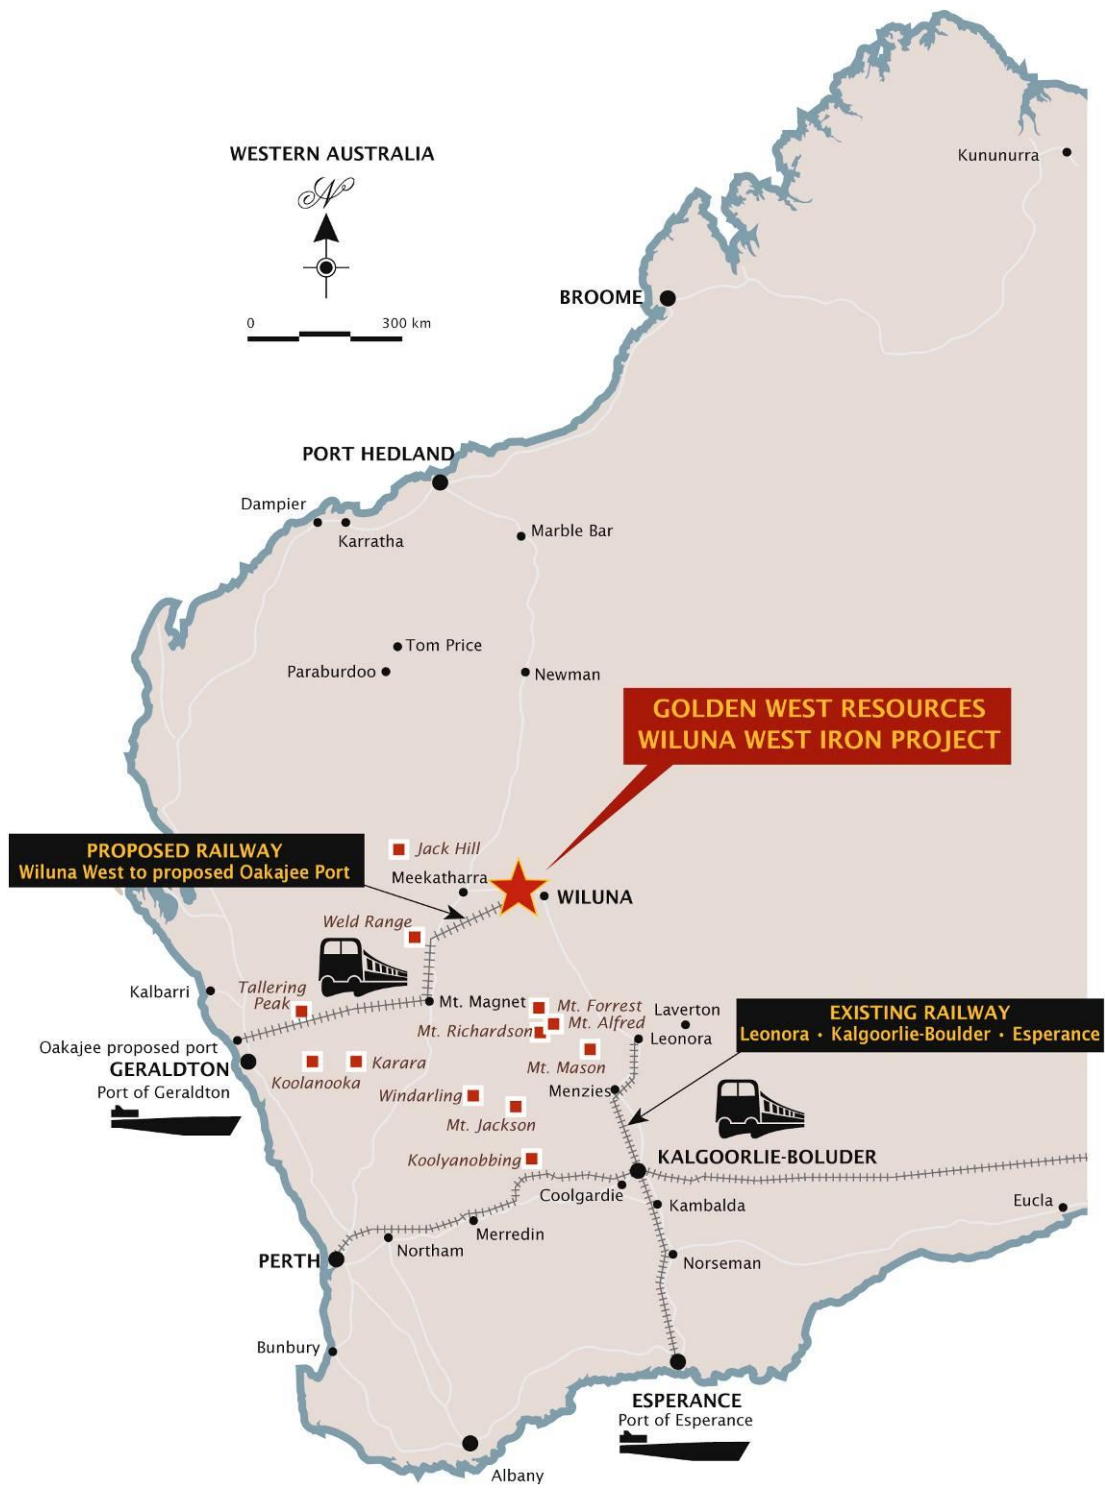 WESTERN AUSTRALIA
N
0 300 km
Kununurra
BROOME
PORT HEDLAND
Dampier
Karratha
Marble Bar
Tom Price
Paraburdoo
Newman
GOLDEN WEST RESOURCES
WILUNA WEST IRON PROJECT
PROPOSED RAILWAY
Wiluna West to proposed Oakajee Port
Jack Hill
Meekatharra
WILUNA
Weld Range
Kalbarri
Tallering
Peak
Mt. Magnet
Mt. Forrest
Mt. Alfred
Mt. Richardson
Laverton
Leonora
EXISTING RAILWAY
Leonora · Kalgoorlie-Boulder · Esperance
Oakajee proposed port
GERALDTON
Port of Geraldton
Koolanooka
Karara
Mt. Mason
Menzies
Windarling
Mt. Jackson
Koolyanobbing
KALGOORLIE-BOLUDER
Coolgardie
Kambalda
Eucla
Merredin
Northam
PERTH
Norseman
Bunbury
ESPERANCE
Port of Esperance
Albany